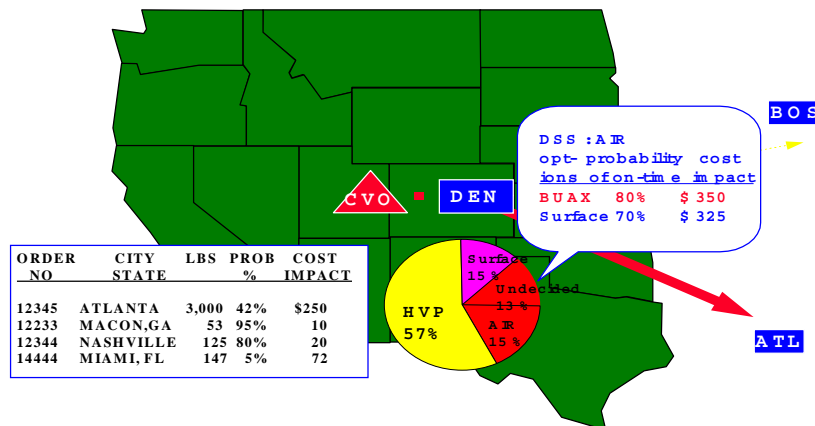 BOS
DSS :AIR
opt- probability cost
ions of on-time impact
BUAX 80% $350
Surface 70% $325
CVO
DEN
ORDER CITY LBS PROB COST
NO STATE % IMPACT
12345 ATLANTA 3,000 42% $250
12233 MACON,GA 53 95% 10
12344 NASHVILLE 125 80% 20
14444 MIAMI, FL 147 5% 72
Surface
15%
Undecided
13%
HVP
57%
AIR
15%
ATL